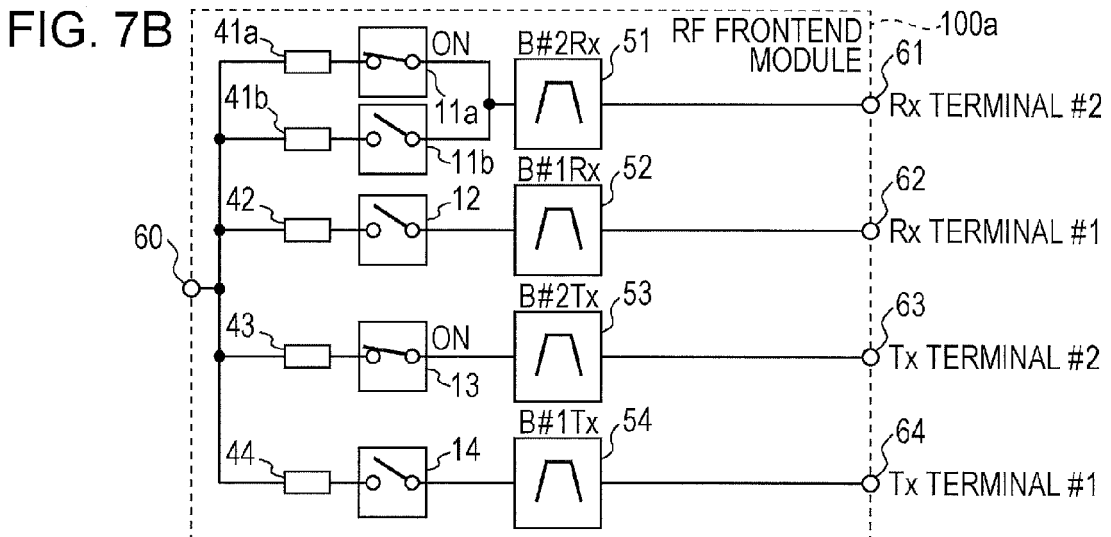 FIG. 7B
41a
ON
B#2Rx
51
RF FRONTEND
MODULE
100a
61
Rx TERMINAL #2
11a
41b
11b
B#1Rx
52
62
42
12
Rx TERMINAL #1
60
B#2Tx
53
63
43
ON
13
Tx TERMINAL #2
B#1Tx
54
64
44
14
Tx TERMINAL #1